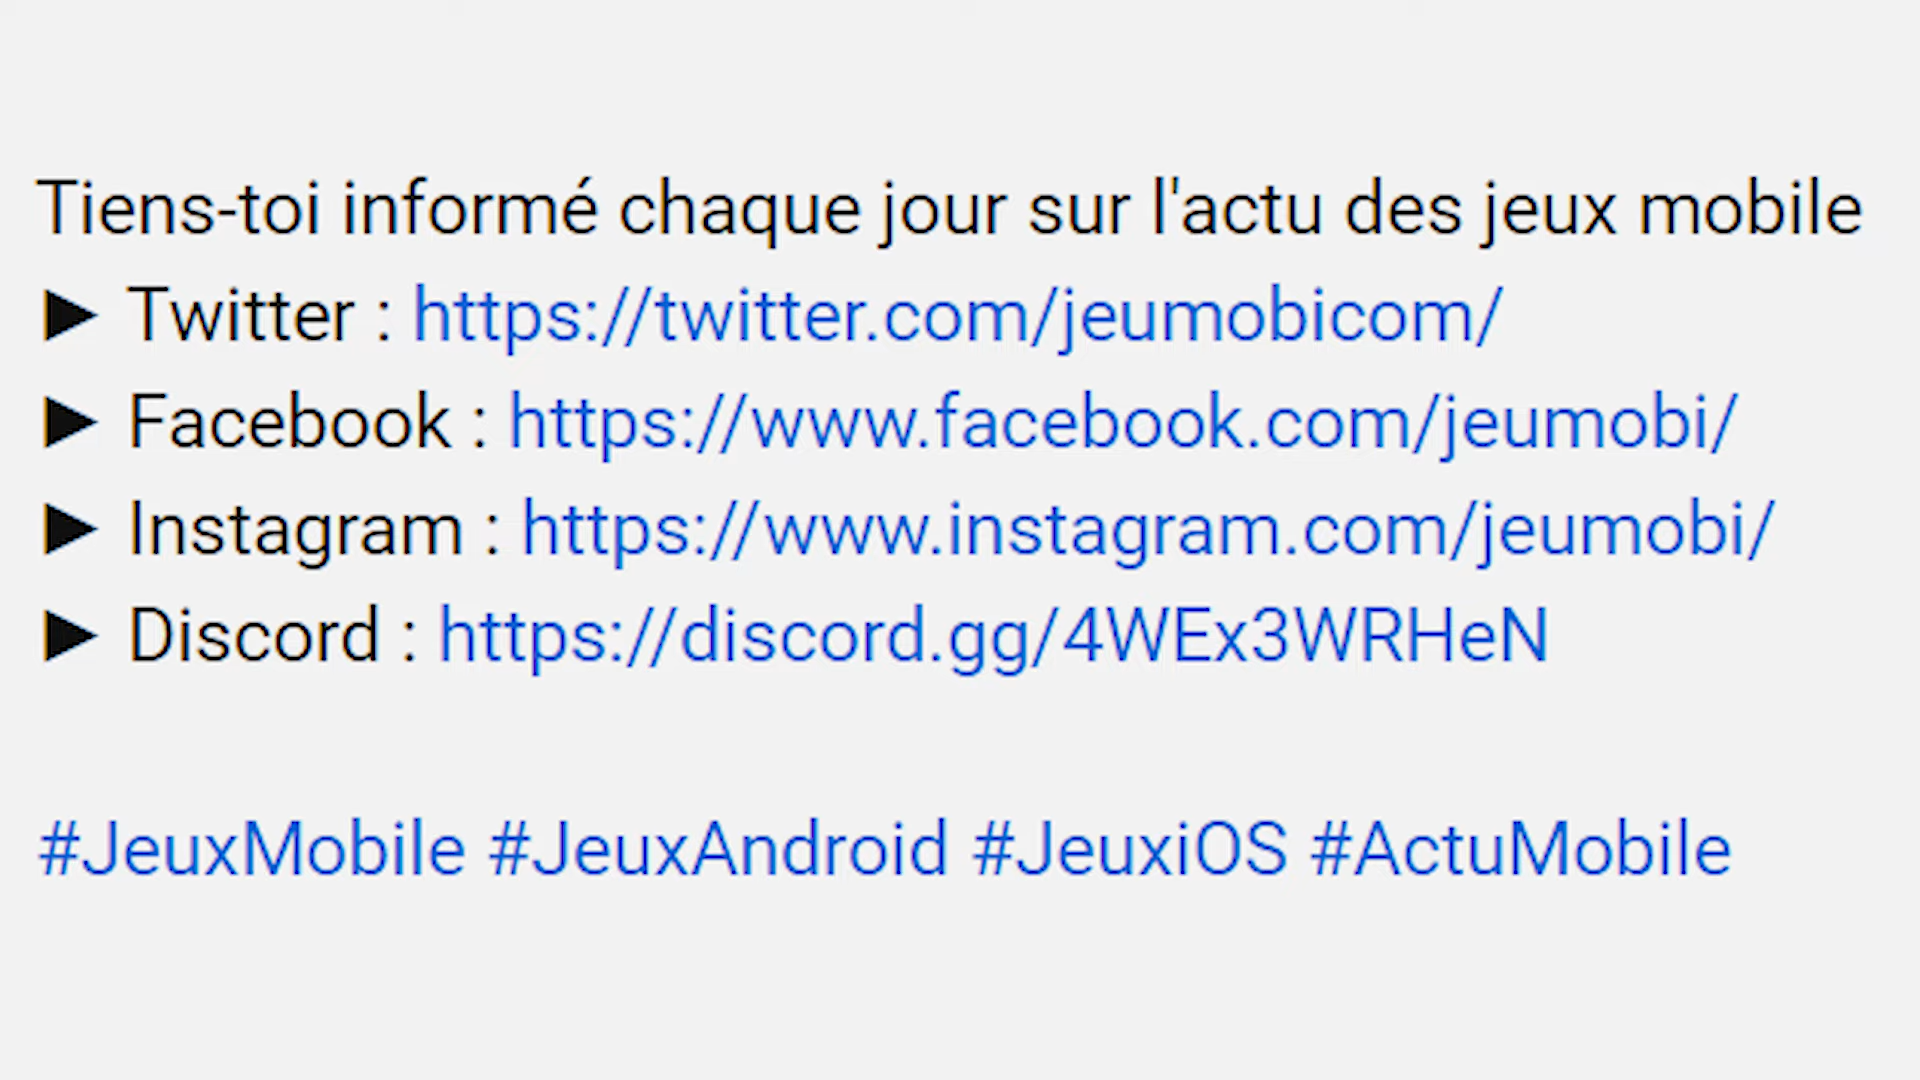 Tiens-toi informé chaque jour sur l'actu des jeux mobile
► Twitter : https://twitter.com/jeumobicom/
► Facebook : https://www.facebook.com/jeumobi/
► Instagram : https://www.instagram.com/jeumobi/
► Discord : https://discord.gg/4WEx3WRHeN
#JeuxMobile #JeuxAndroid #JeuxiOS #ActuMobile